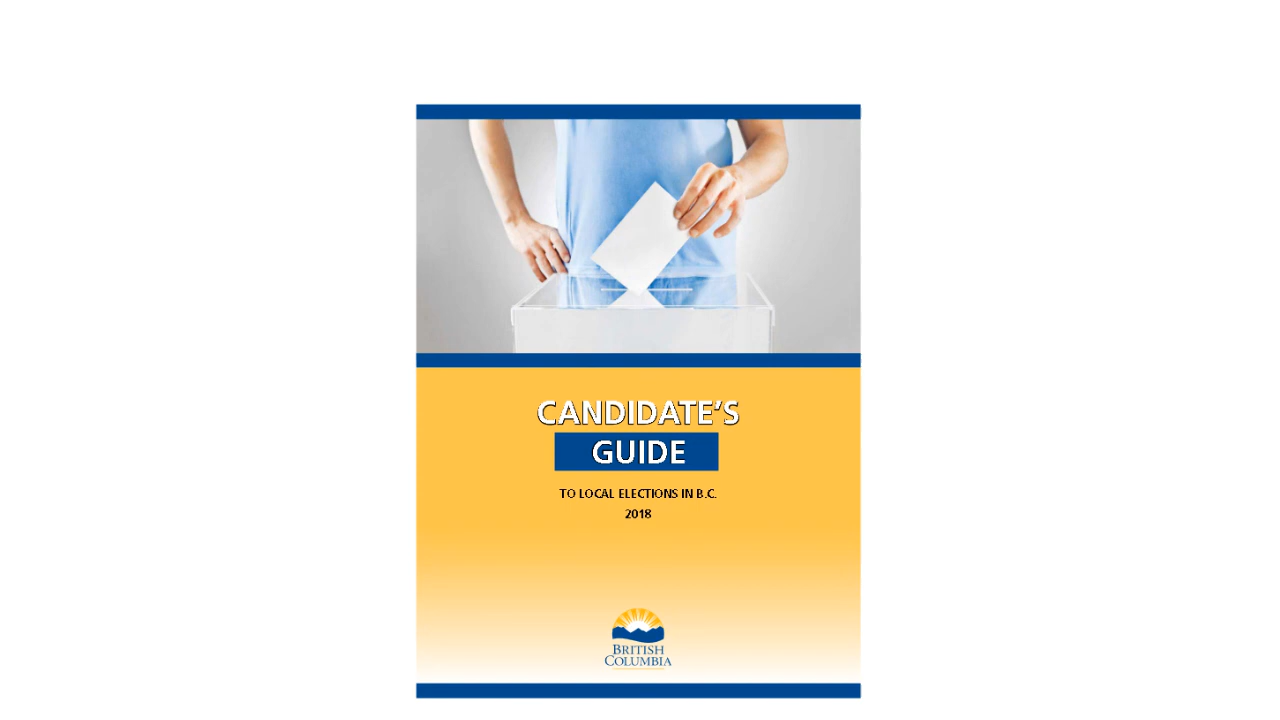 CANDIDATE'S
GUIDE
TO LOCAL ELECTIONS IN B.C.
2018
BRITISH
COLUMBIA